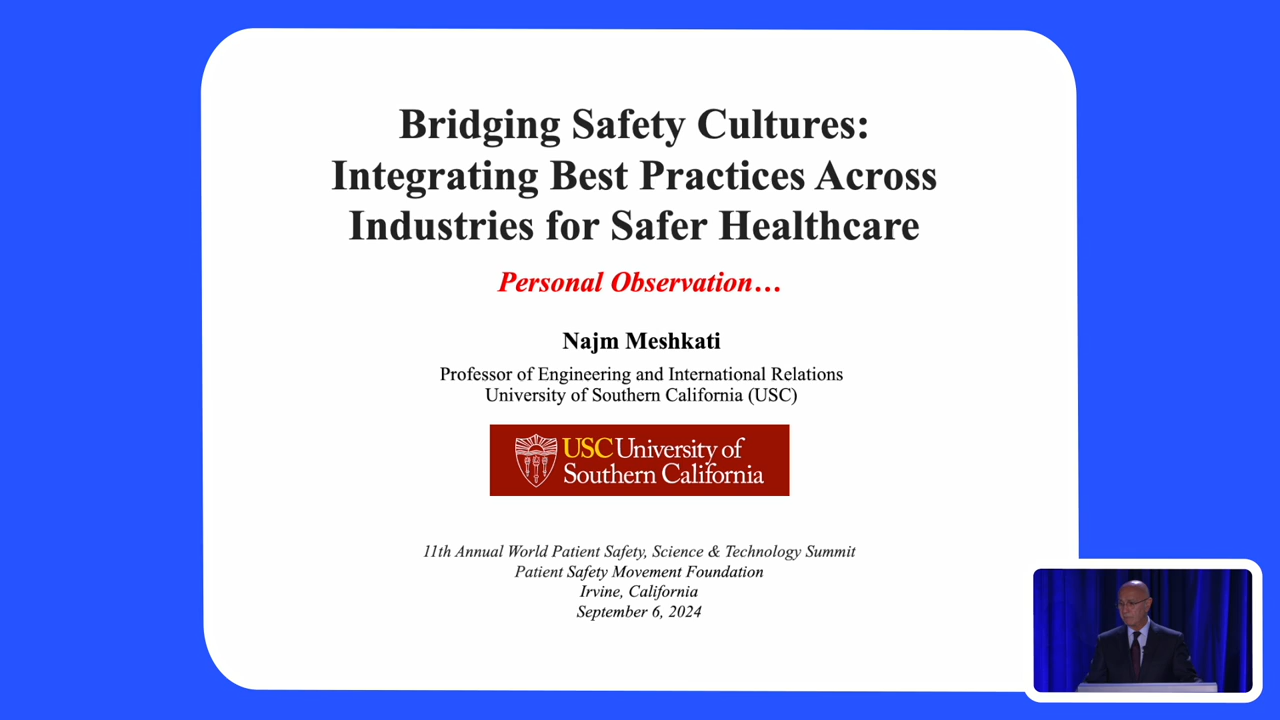 Bridging Safety Cultures:
Integrating Best Practices Across
Industries for Safer Healthcare
Personal Observation…
Najm Meshkati
Professor of Engineering and International Relations
University of Southern California (USC)
USC University of
Southern California
11th Annual World Patient Safety, Science & Technology Summit
Patient Safety Movement Foundation
Irvine, California
September 6, 2024